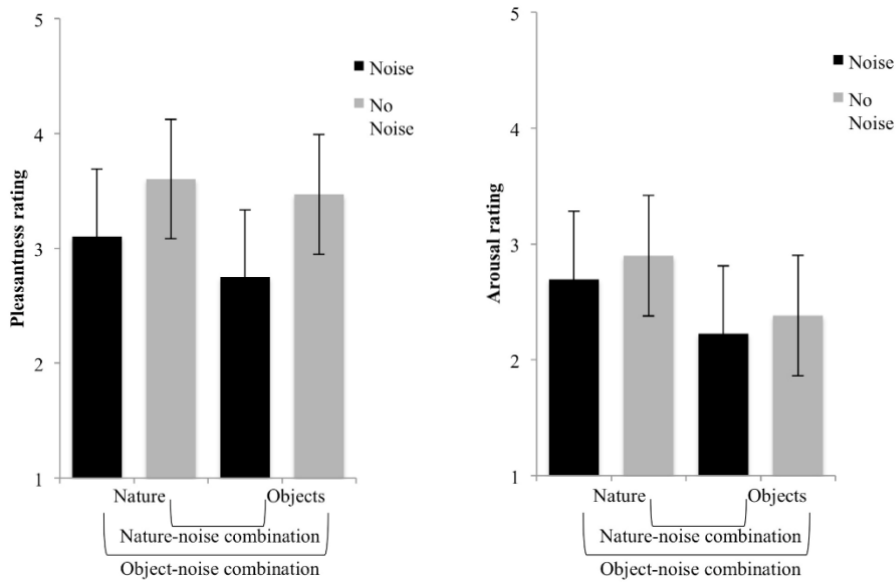 5
4
3
2
1
Pleasantness rating
Noise
No
Noise
Nature
Objects
Nature-noise combination
Object-noise combination
5
4
3
2
1
Arousal rating
Noise
No
Noise
Nature
Objects
Nature-noise combination
Object-noise combination